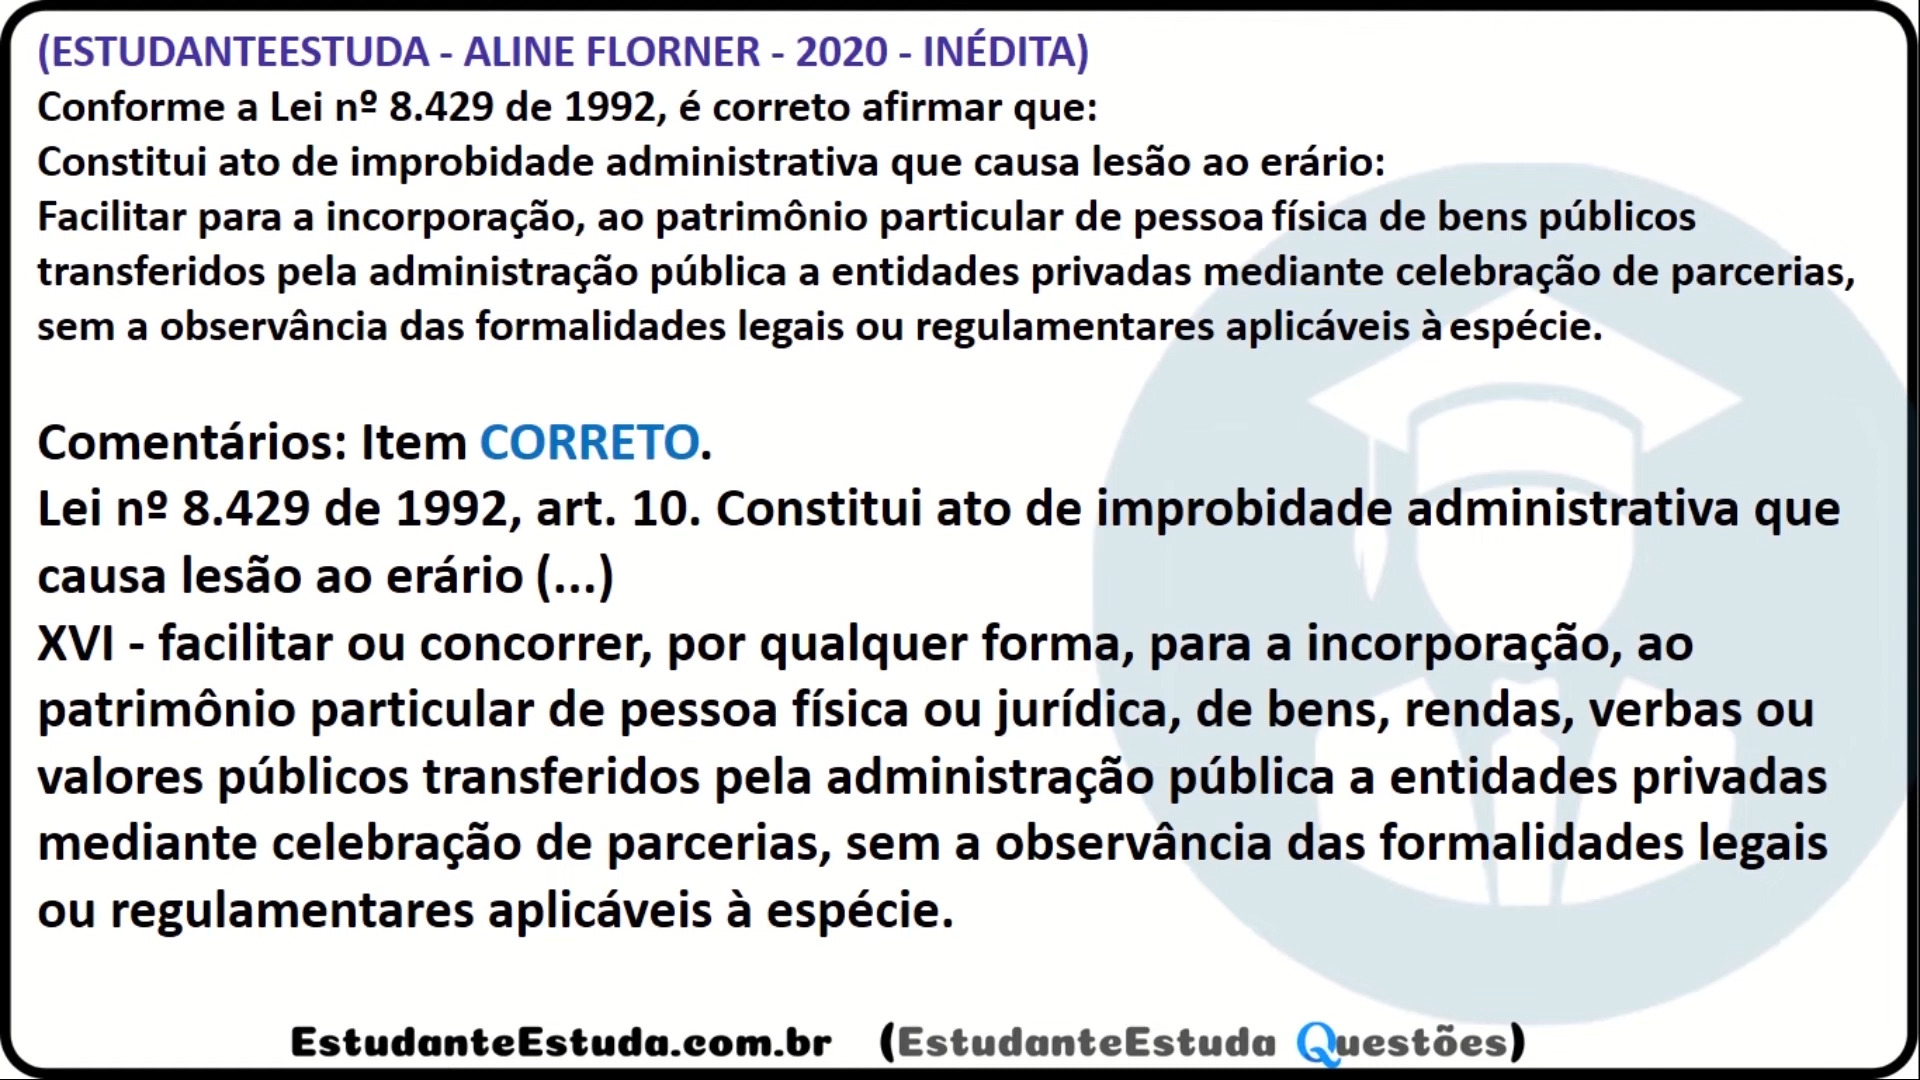 (ESTUDANTEESTUDA - ALINE FLORNER - 2020 - INÉDITA)
Conforme a Lei nº 8.429 de 1992, é correto afirmar que:
Constitui ato de improbidade administrativa que causa lesão ao erário:
Facilitar para a incorporação, ao patrimônio particular de pessoa física de bens públicos
transferidos pela administração pública a entidades privadas mediante celebração de parcerias,
sem a observância das formalidades legais ou regulamentares aplicáveis à espécie.
Comentários: Item CORRETO.
Lei nº 8.429 de 1992, art. 10. Constitui ato de improbidade administrativa que
causa lesão ao erário (...)
XVI - facilitar ou concorrer, por qualquer forma, para a incorporação, ao
patrimônio particular de pessoa física ou jurídica, de bens, rendas, verbas ou
valores públicos transferidos pela administração pública a entidades privadas
mediante celebração de parcerias, sem a observância das formalidades legais
ou regulamentares aplicáveis à espécie.
EstudanteEstuda.com.br (EstudanteEstuda Questões)